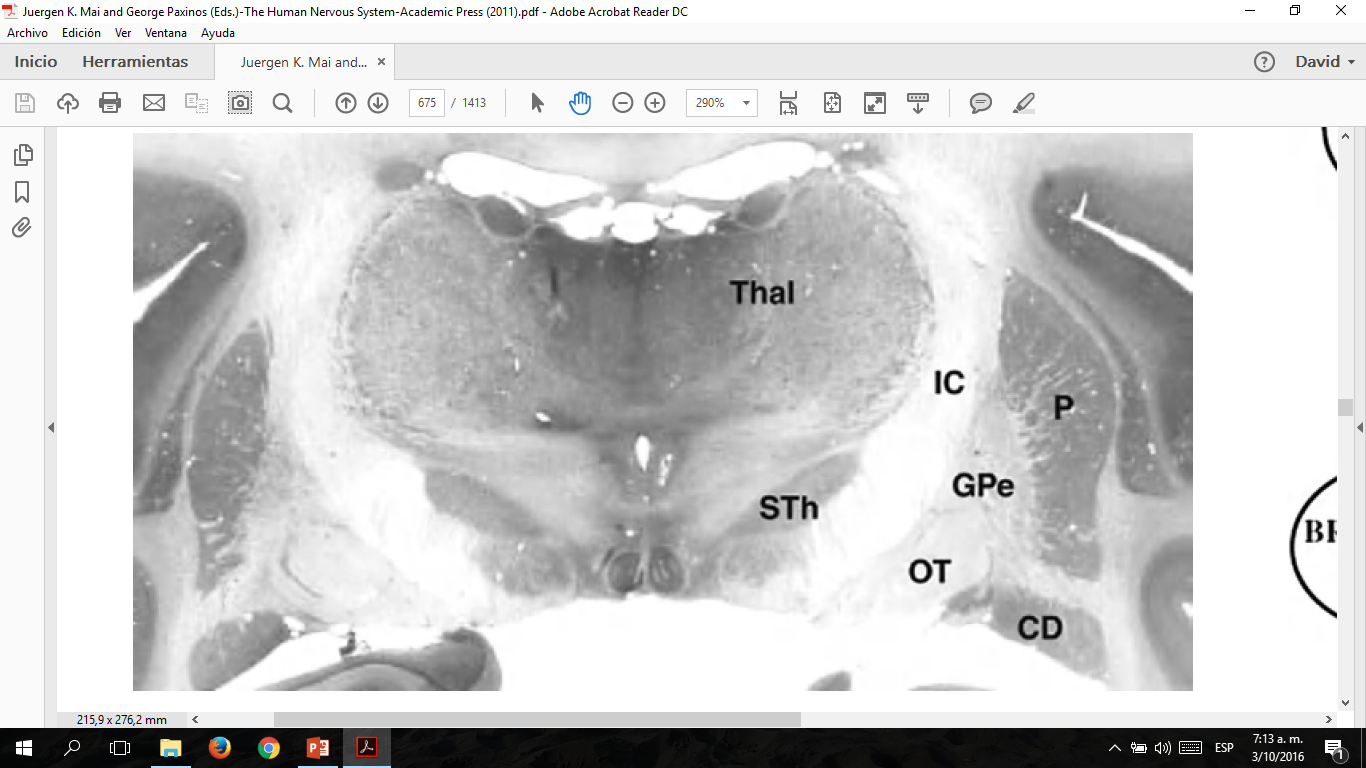 Juergen K. Mai and George Paxinos (Eds.)-The Human Nervous System-Academic Press (2011).pdf - Adobe Acrobat Reader DC
Archivo Edición Ver Ventana Ayuda
Inicio Herramientas Juergen K. Mai and... × ? David
675 / 1413 290%
Thal
IC
P
GPe
STh
OT
CD
215,9 x 276,2 mm
ESP
7:13 a. m.
3/10/2016
1